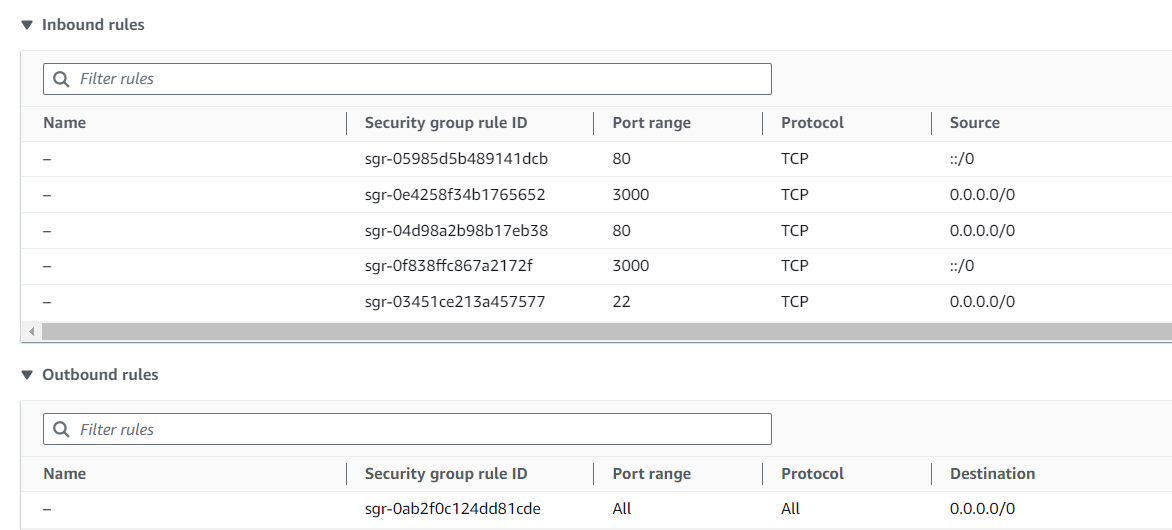 Inbound rules
Filter rules
Name Security group rule ID Port range Protocol Source
– sgr-05985d5b489141dcb 80 TCP ::/0
– sgr-0e4258f34b1765652 3000 TCP 0.0.0.0/0
– sgr-04d98a2b98b17eb38 80 TCP 0.0.0.0/0
– sgr-0f838ffc867a2172f 3000 TCP ::/0
– sgr-03451ce213a457577 22 TCP 0.0.0.0/0
Outbound rules
Filter rules
Name Security group rule ID Port range Protocol Destination
– sgr-0ab2f0c124dd81cde All All 0.0.0.0/0